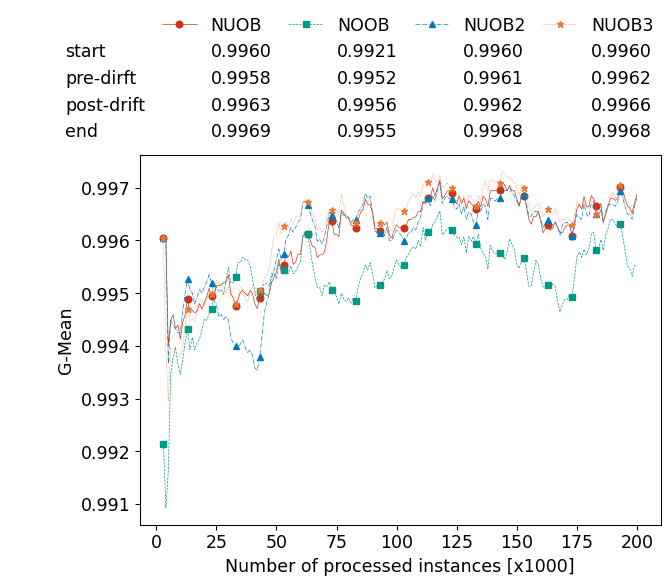 NUOB NOOB NUOB2 NUOB3
start 0.9960 0.9921 0.9960 0.9960
pre-dirft 0.9958 0.9952 0.9961 0.9962
post-drift 0.9963 0.9956 0.9962 0.9966
end 0.9969 0.9955 0.9968 0.9968
0.997
0.996
0.995
0.994
0.993
0.992
0.991
G-Mean
0 25 50 75 100 125 150 175 200
Number of processed instances [x1000]